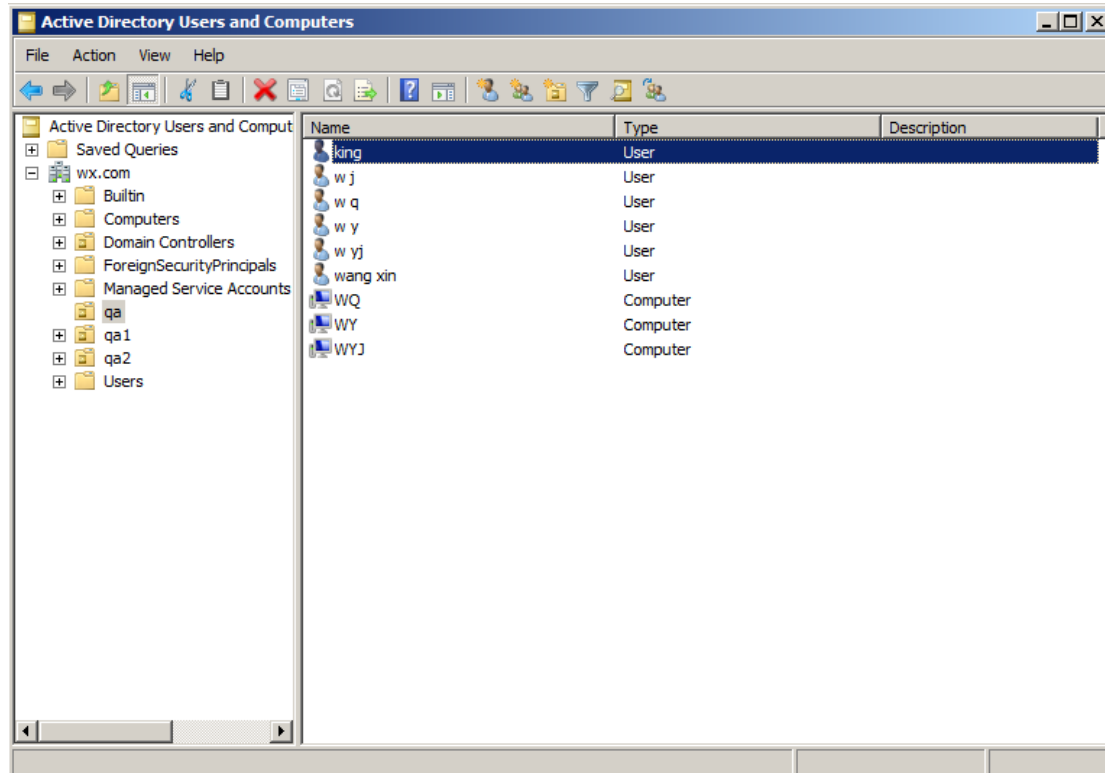 Active Directory Users and Computers
File Action View Help
Active Directory Users and Comput
Saved Queries
wx.com
Builtin
Computers
Domain Controllers
ForeignSecurityPrincipals
Managed Service Accounts
qa
qa1
qa2
Users
Name Type Description
king User
w j User
w q User
w y User
w yj User
wang xin User
WQ Computer
WY Computer
WYJ Computer